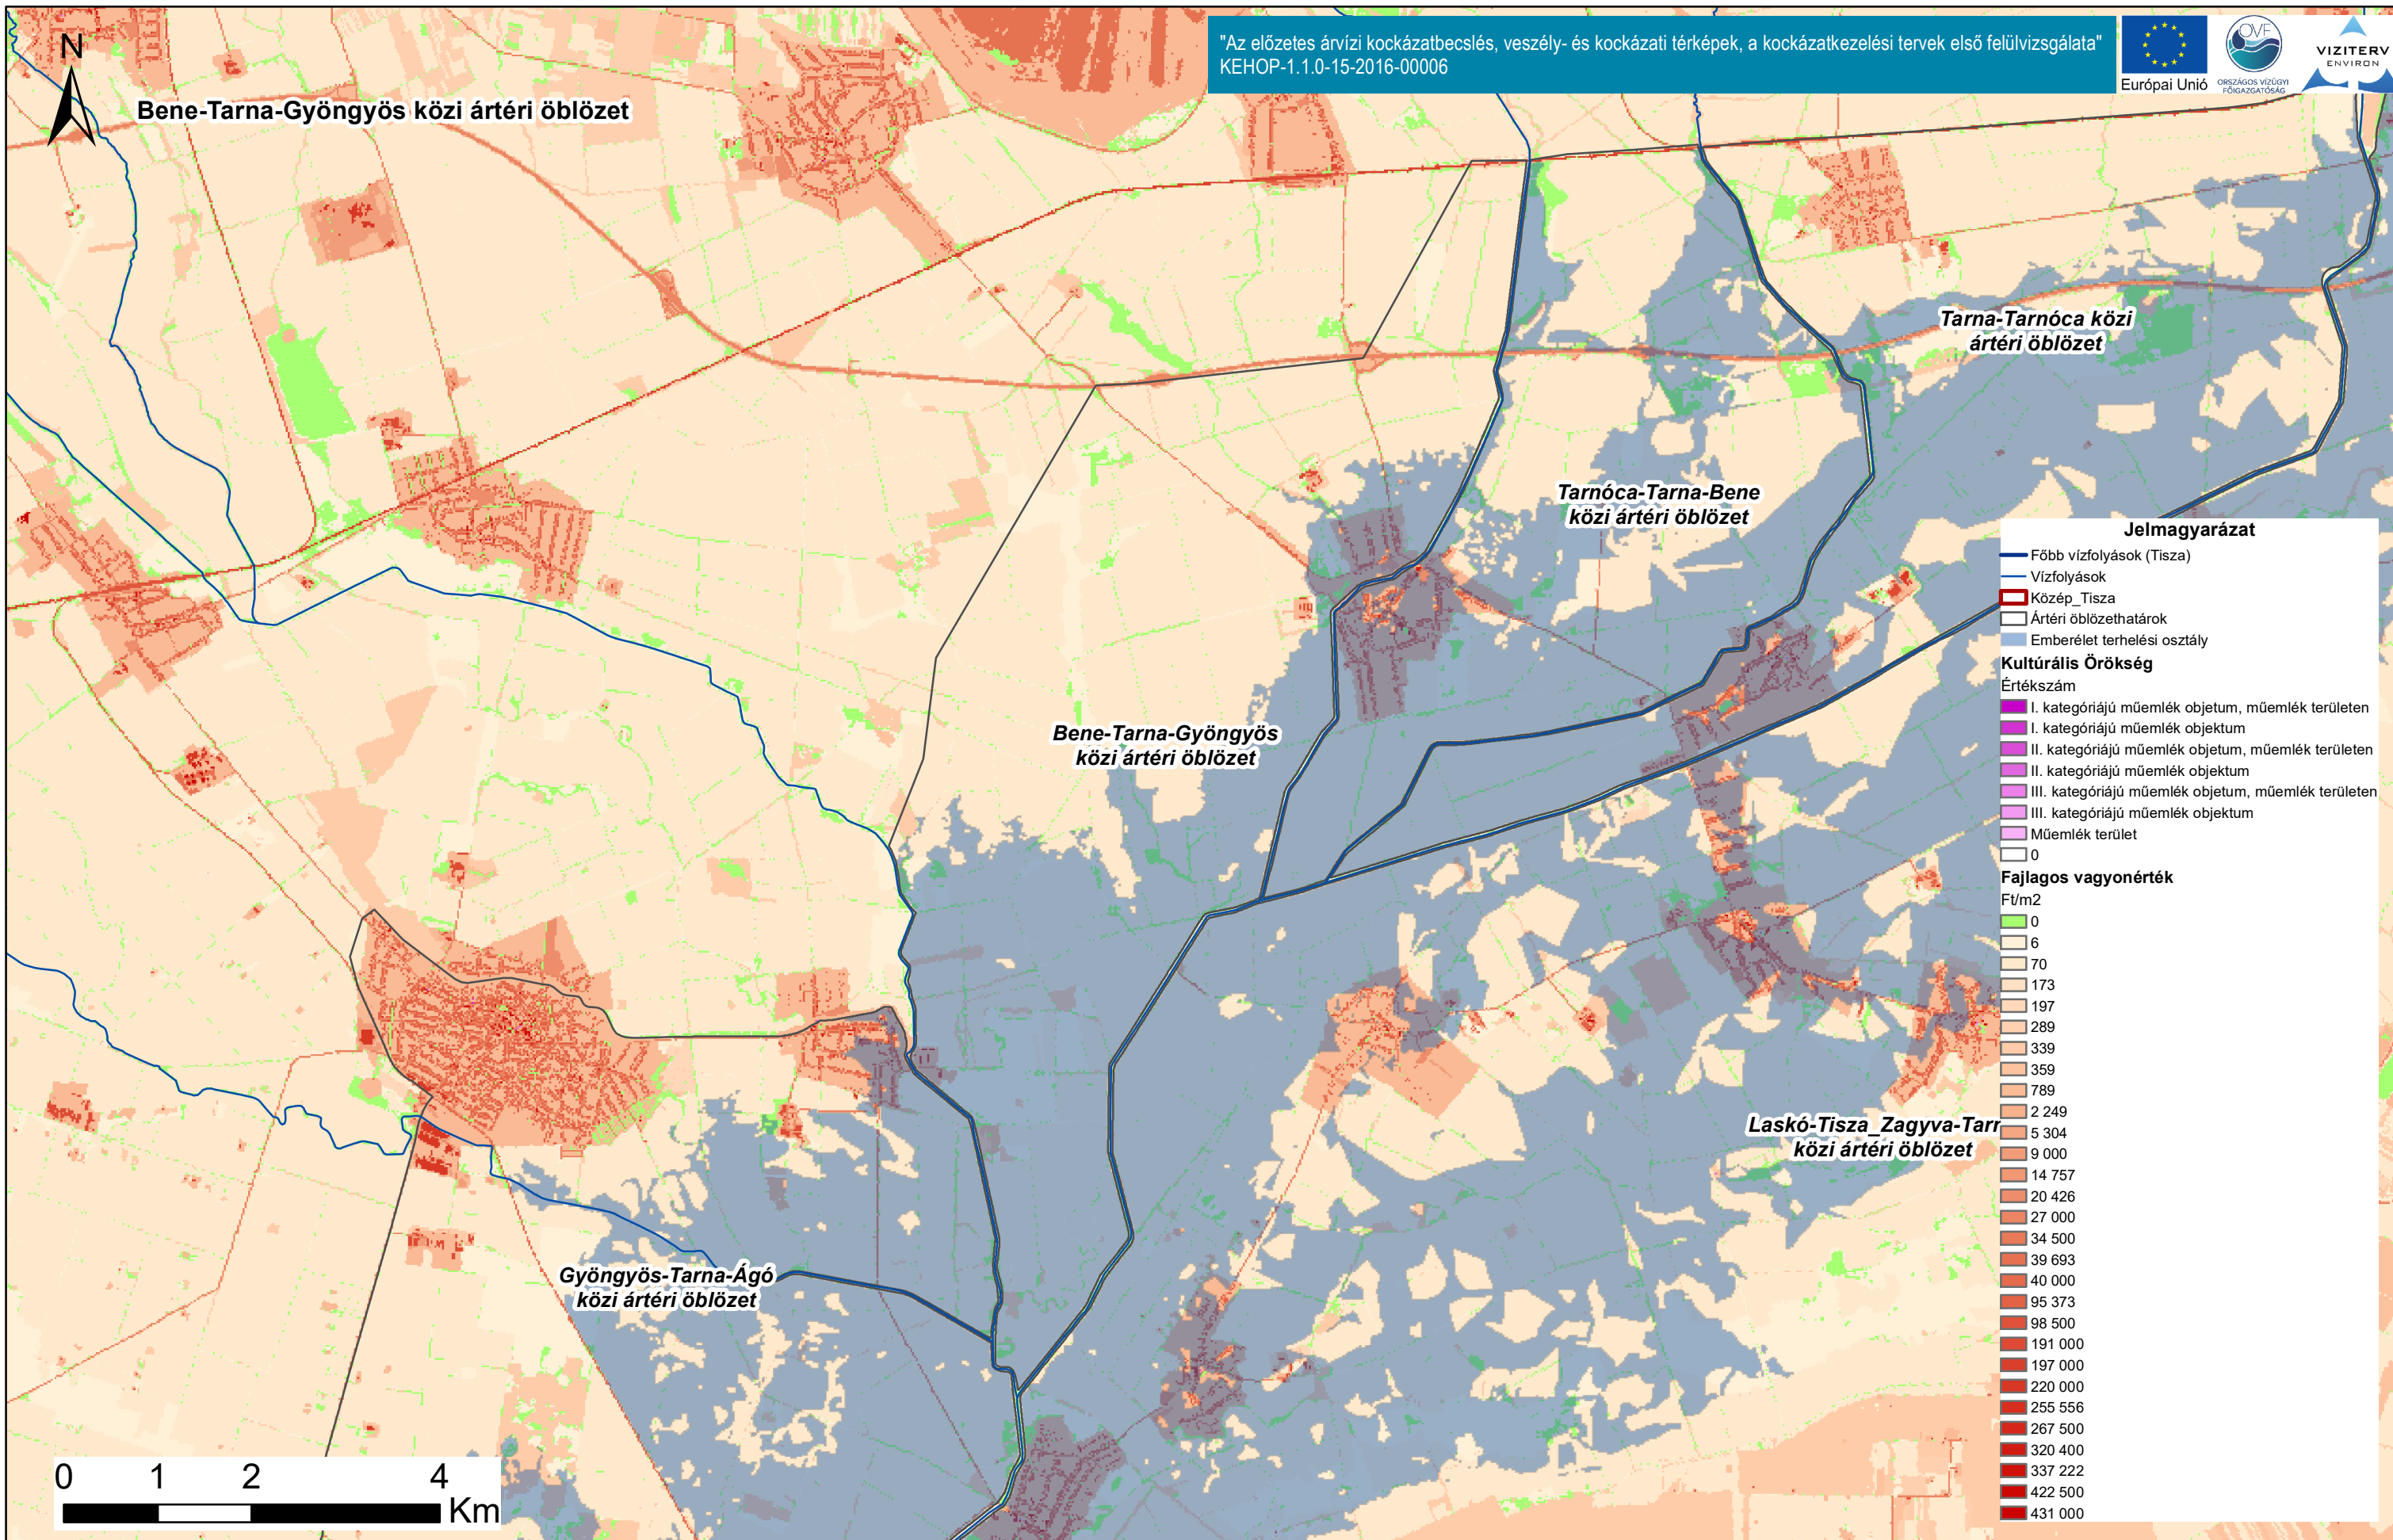 "Az előzetes árvízi kockázatbecslés, veszély- és kockázati térképek, a kockázatkezelési tervek első felülvizsgálata"
KEHOP-1.1.0-15-2016-00006
Európai Unió
OVF
ORSZÁGOS VÍZÜGYI
FŐIGAZGATÓSÁG
VIZITERV
ENVIRON
N
Bene-Tarna-Gyöngyös közi ártéri öblözet
Tarna-Tarnóca közi
ártéri öblözet
Tarnóca-Tarna-Bene
közi ártéri öblözet
Bene-Tarna-Gyöngyös
közi ártéri öblözet
Laskó-Tisza_Zagyva-Tarr
közi ártéri öblözet
Gyöngyös-Tarna-Ágó
közi ártéri öblözet
Jelmagyarázat
Főbb vízfolyások (Tisza)
Vízfolyások
Közép_Tisza
Ártéri öblözethatárok
Emberélet terhelési osztály
Kultúrális Örökség
Értékszám
I. kategóriájú műemlék objetum, műemlék területen
I. kategóriájú műemlék objektum
II. kategóriájú műemlék objetum, műemlék területen
II. kategóriájú műemlék objektum
III. kategóriájú műemlék objetum, műemlék területen
III. kategóriájú műemlék objektum
Műemlék terület
0
Fajlagos vagyonérték
Ft/m2
0
6
70
173
197
289
339
359
789
2 249
5 304
9 000
14 757
20 426
27 000
34 500
39 693
40 000
95 373
98 500
191 000
197 000
220 000
255 556
267 500
320 400
337 222
422 500
431 000
0 1 2 4
Km